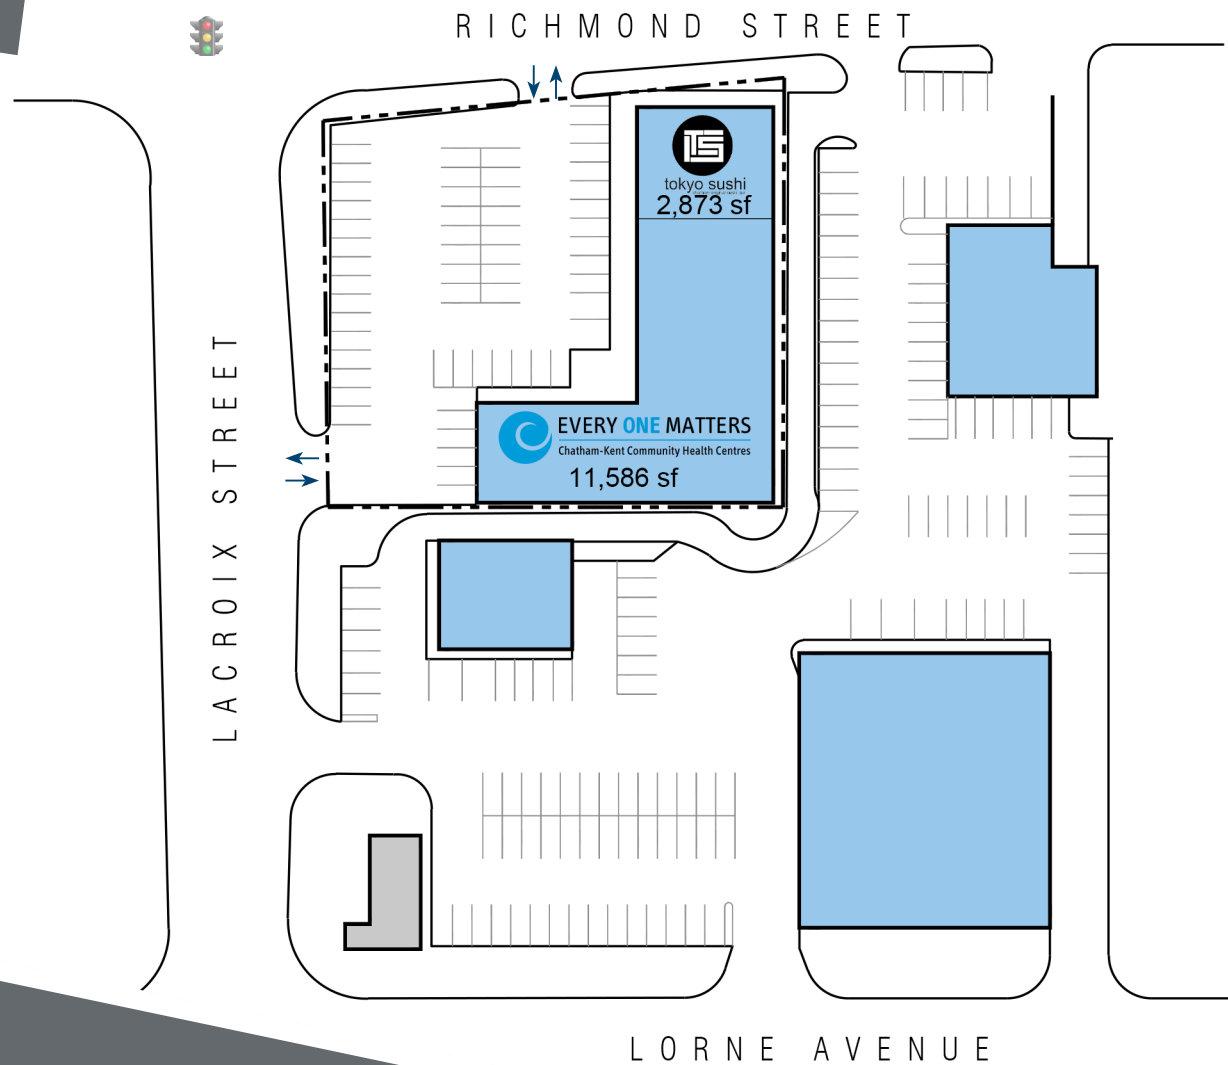 RICHMOND STREET
TS
tokyo sushi
2,873 sf
EVERY ONE MATTERS
Chatham-Kent Community Health Centres
11,586 sf
LACROIX STREET
LORNE AVENUE